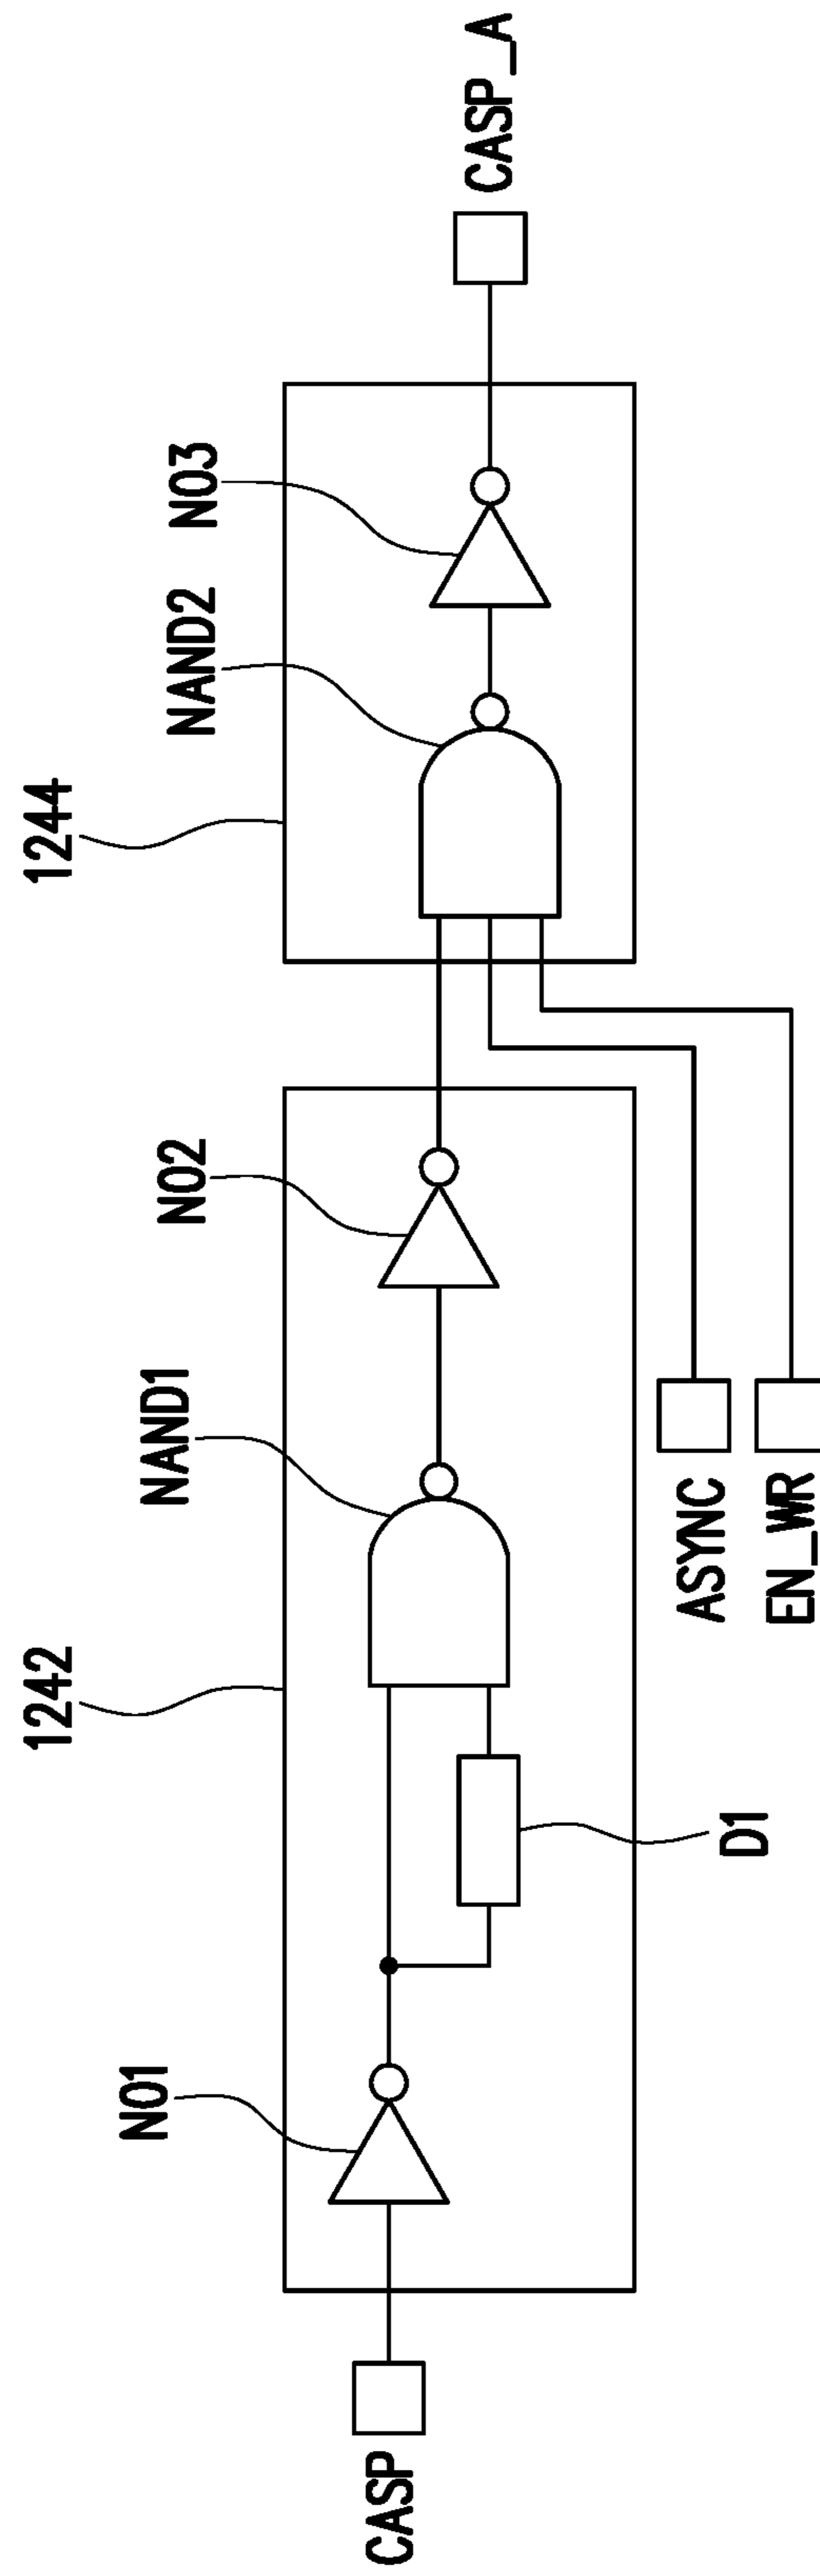 1242
1244
NO1
NAND1
NO2
NAND2
NO3
CASP
CASP_A
D1
ASYNC
EN_WR